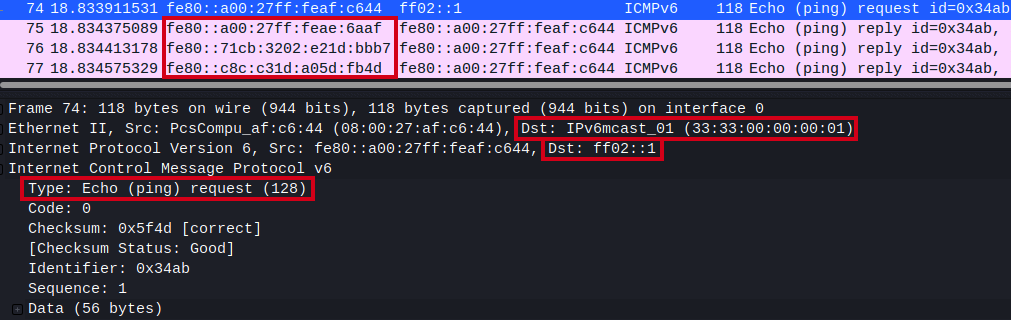 74 18.833911531 fe80::a00:27ff:feaf:c644 ff02::1 ICMPv6 118 Echo (ping) request id=0x34ab,
75 18.834375089 fe80::a00:27ff:feae:6aaf fe80::a00:27ff:feaf:c644 ICMPv6 118 Echo (ping) reply id=0x34ab,
76 18.834413178 fe80::71cb:3202:e21d:bbb7 fe80::a00:27ff:feaf:c644 ICMPv6 118 Echo (ping) reply id=0x34ab,
77 18.834575329 fe80::c8c:c31d:a05d:fb4d fe80::a00:27ff:feaf:c644 ICMPv6 118 Echo (ping) reply id=0x34ab,
Frame 74: 118 bytes on wire (944 bits), 118 bytes captured (944 bits) on interface 0
Ethernet II, Src: PcsCompu_af:c6:44 (08:00:27:af:c6:44), Dst: IPv6mcast_01 (33:33:00:00:00:01)
Internet Protocol Version 6, Src: fe80::a00:27ff:feaf:c644, Dst: ff02::1
Internet Control Message Protocol v6
Type: Echo (ping) request (128)
Code: 0
Checksum: 0x5f4d [correct]
[Checksum Status: Good]
Identifier: 0x34ab
Sequence: 1
Data (56 bytes)